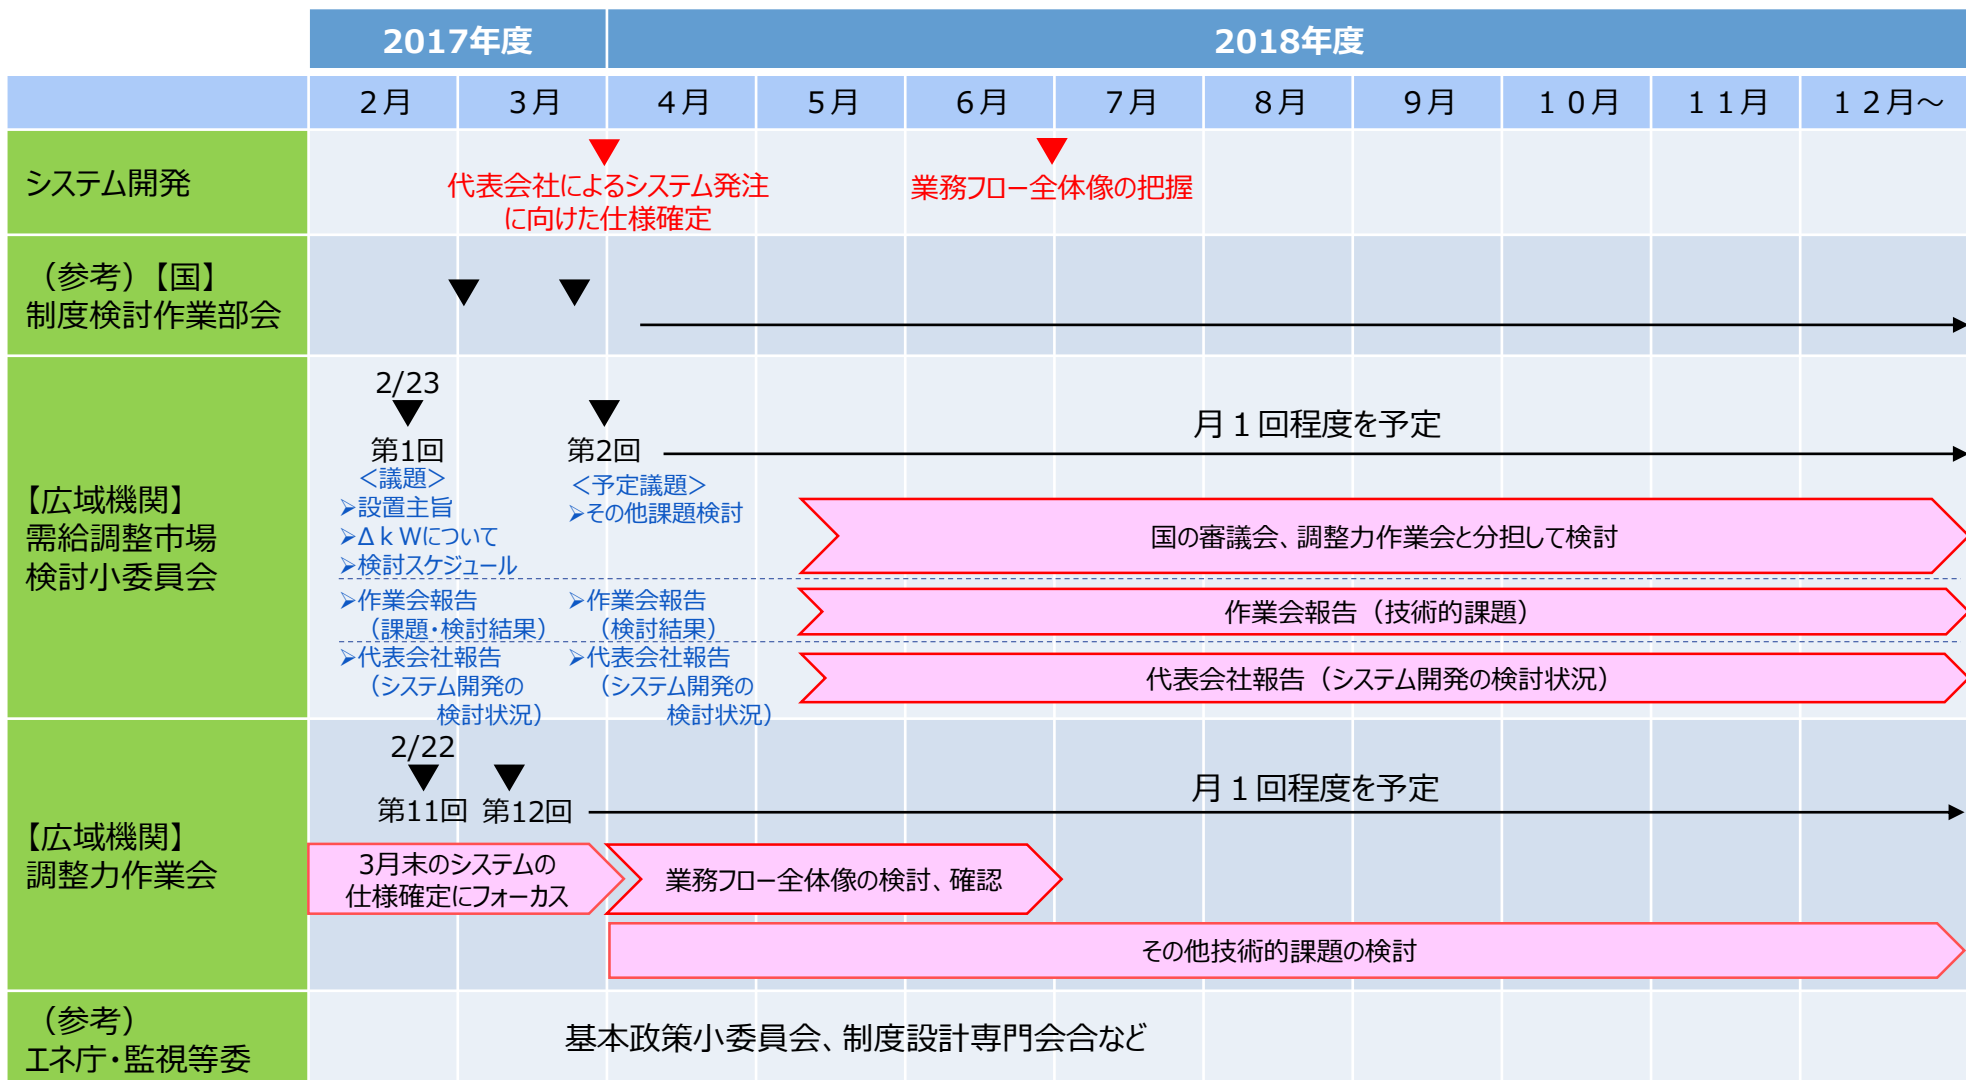 2017年度
2018年度
2月
3月
4月
5月
6月
7月
8月
9月
10月
11月
12月～
システム開発
代表会社によるシステム発注
に向けた仕様確定
業務フロー全体像の把握
（参考）【国】
制度検討作業部会
【広域機関】
需給調整市場
検討小委員会
2/23
第1回
＜議題＞
➢設置主旨
➢ΔｋWについて
➢検討スケジュール
第2回
＜予定議題＞
➢その他課題検討
月１回程度を予定
国の審議会、調整力作業会と分担して検討
➢作業会報告
（課題・検討結果）
➢作業会報告
（検討結果）
作業会報告（技術的課題）
➢代表会社報告
（システム開発の
検討状況）
➢代表会社報告
（システム開発の
検討状況）
代表会社報告（システム開発の検討状況）
【広域機関】
調整力作業会
2/22
第11回
第12回
月１回程度を予定
3月末のシステムの
仕様確定にフォーカス
業務フロー全体像の検討、確認
その他技術的課題の検討
（参考）
エネ庁・監視等委
基本政策小委員会、制度設計専門会合など